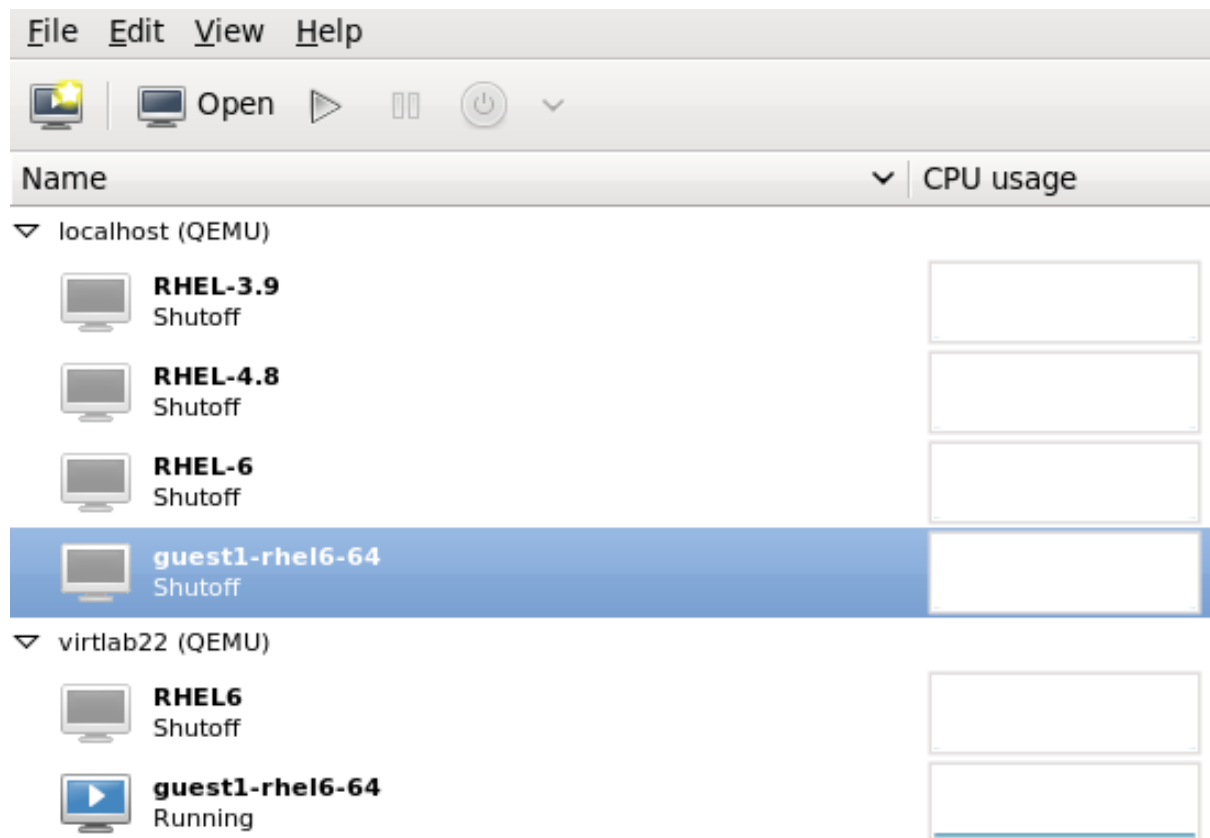 File Edit View Help
Open
Name CPU usage
localhost (QEMU)
RHEL-3.9
Shutoff
RHEL-4.8
Shutoff
RHEL-6
Shutoff
guest1-rhel6-64
Shutoff
virtlab22 (QEMU)
RHEL6
Shutoff
guest1-rhel6-64
Running